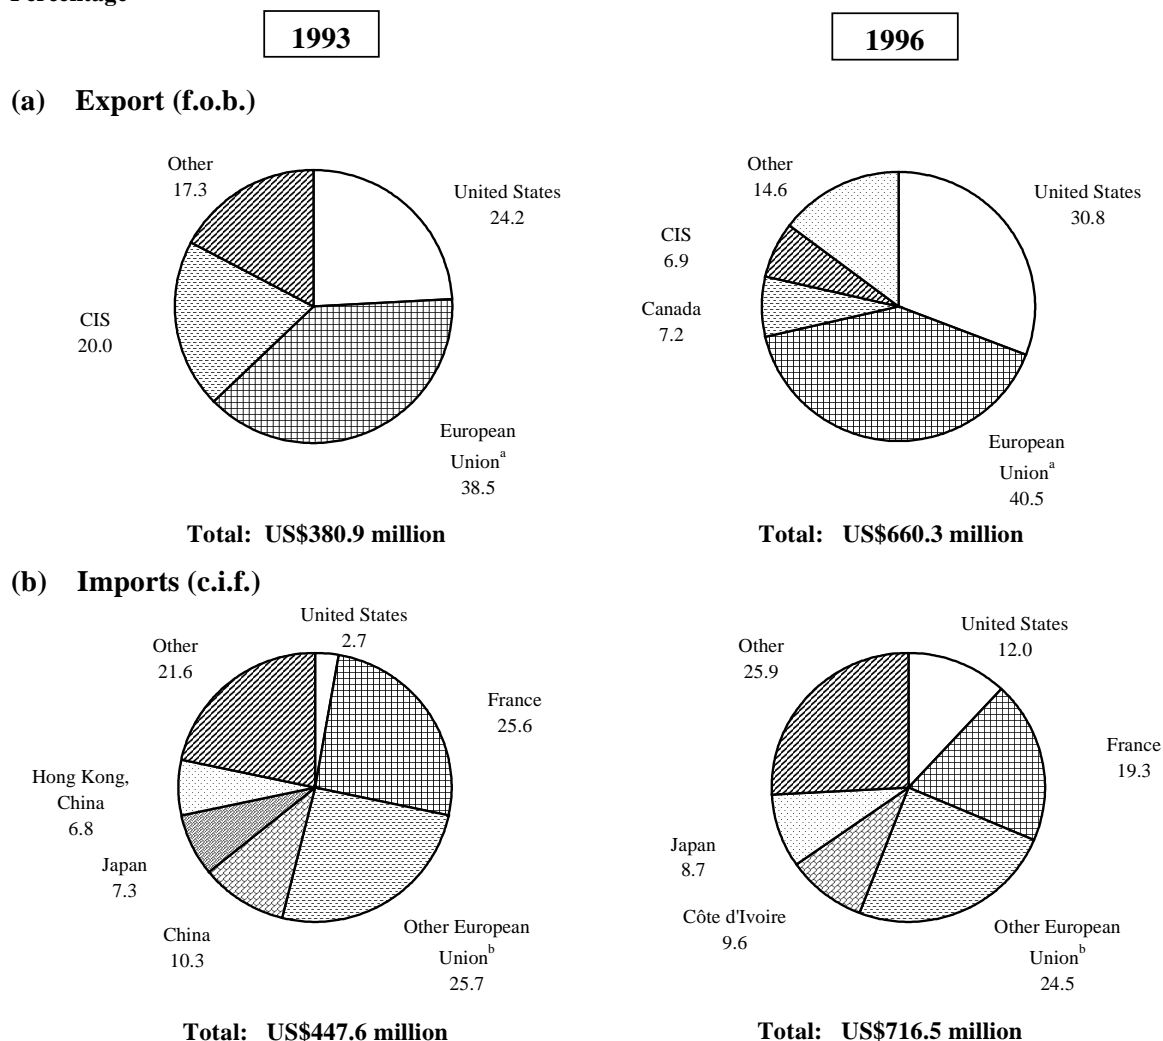 1993
1996
(a) Export (f.o.b.)
Other
17.3
United States
24.2
CIS
20.0
European
Unionᵃ
38.5
Total: US$380.9 million
Other
14.6
United States
30.8
CIS
6.9
Canada
7.2
European
Unionᵃ
40.5
Total: US$660.3 million
(b) Imports (c.i.f.)
United States
2.7
Other
21.6
France
25.6
Hong Kong,
China
6.8
Japan
7.3
China
10.3
Other European
Unionᵇ
25.7
Total: US$447.6 million
United States
12.0
Other
25.9
France
19.3
Japan
8.7
Côte d'Ivoire
9.6
Other European
Unionᵇ
24.5
Total: US$716.5 million